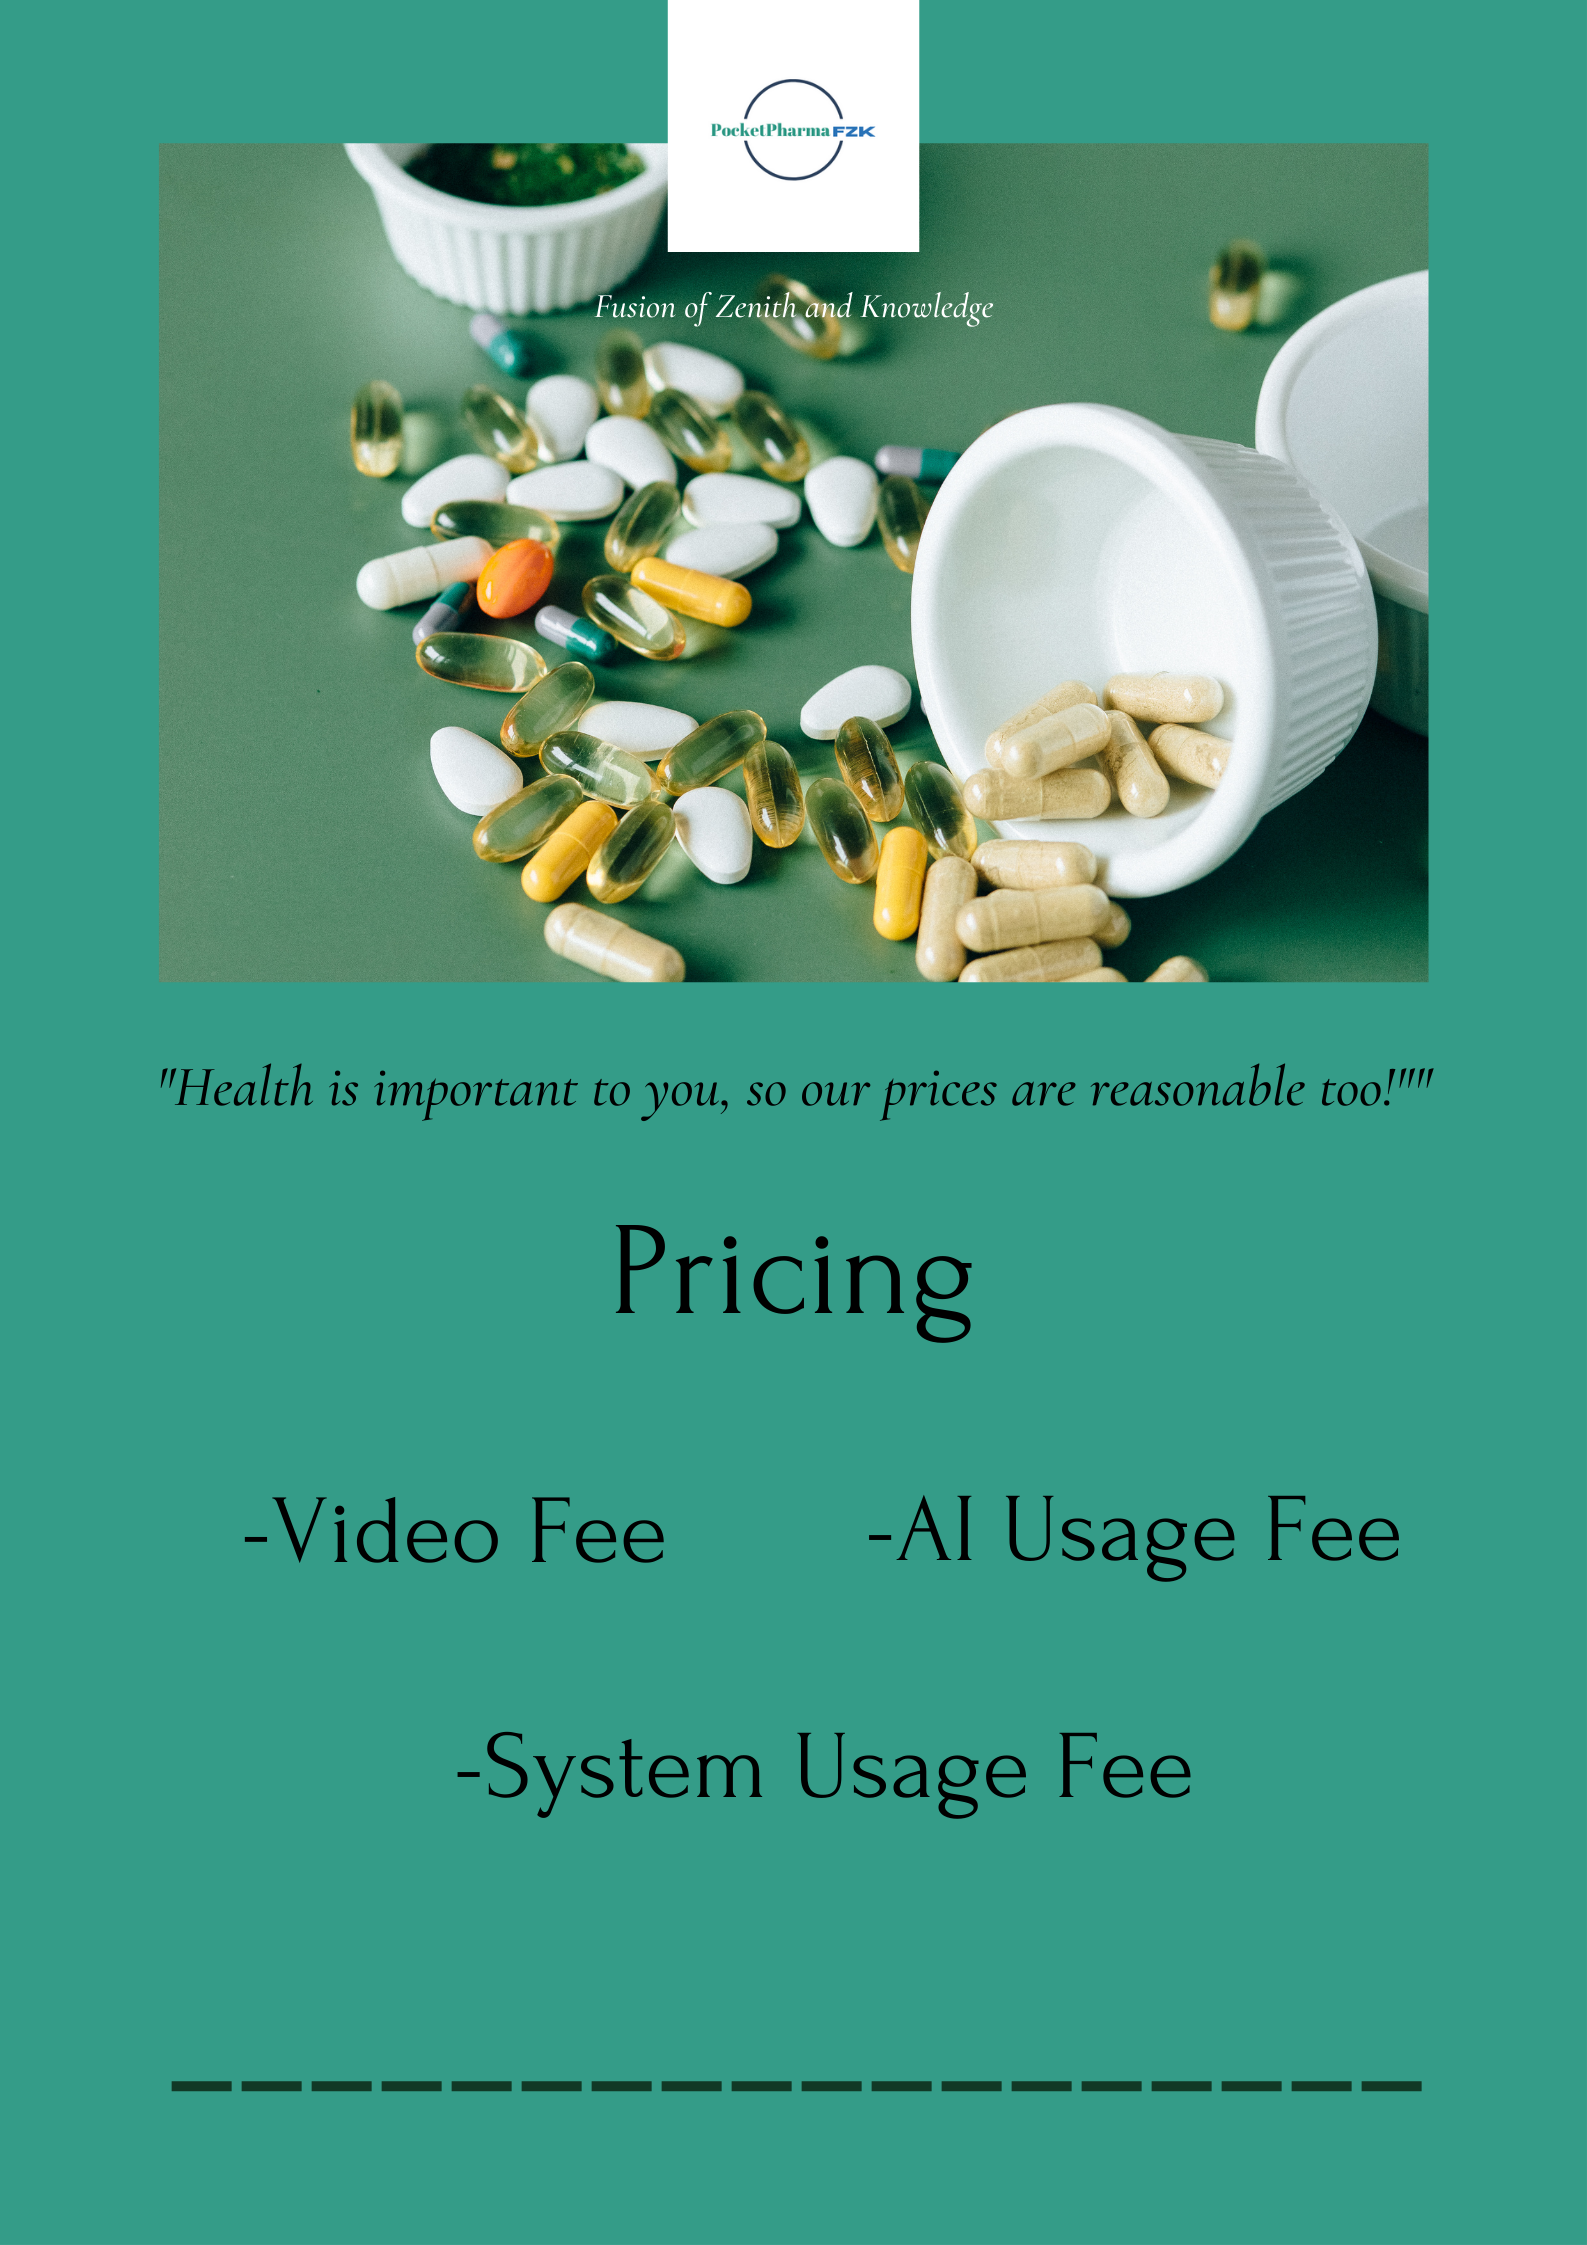 PocketPharma FZK
Fusion of Zenith and Knowledge
"Health is important to you, so our prices are reasonable too!"""
Pricing
-Video Fee
-AI Usage Fee
-System Usage Fee